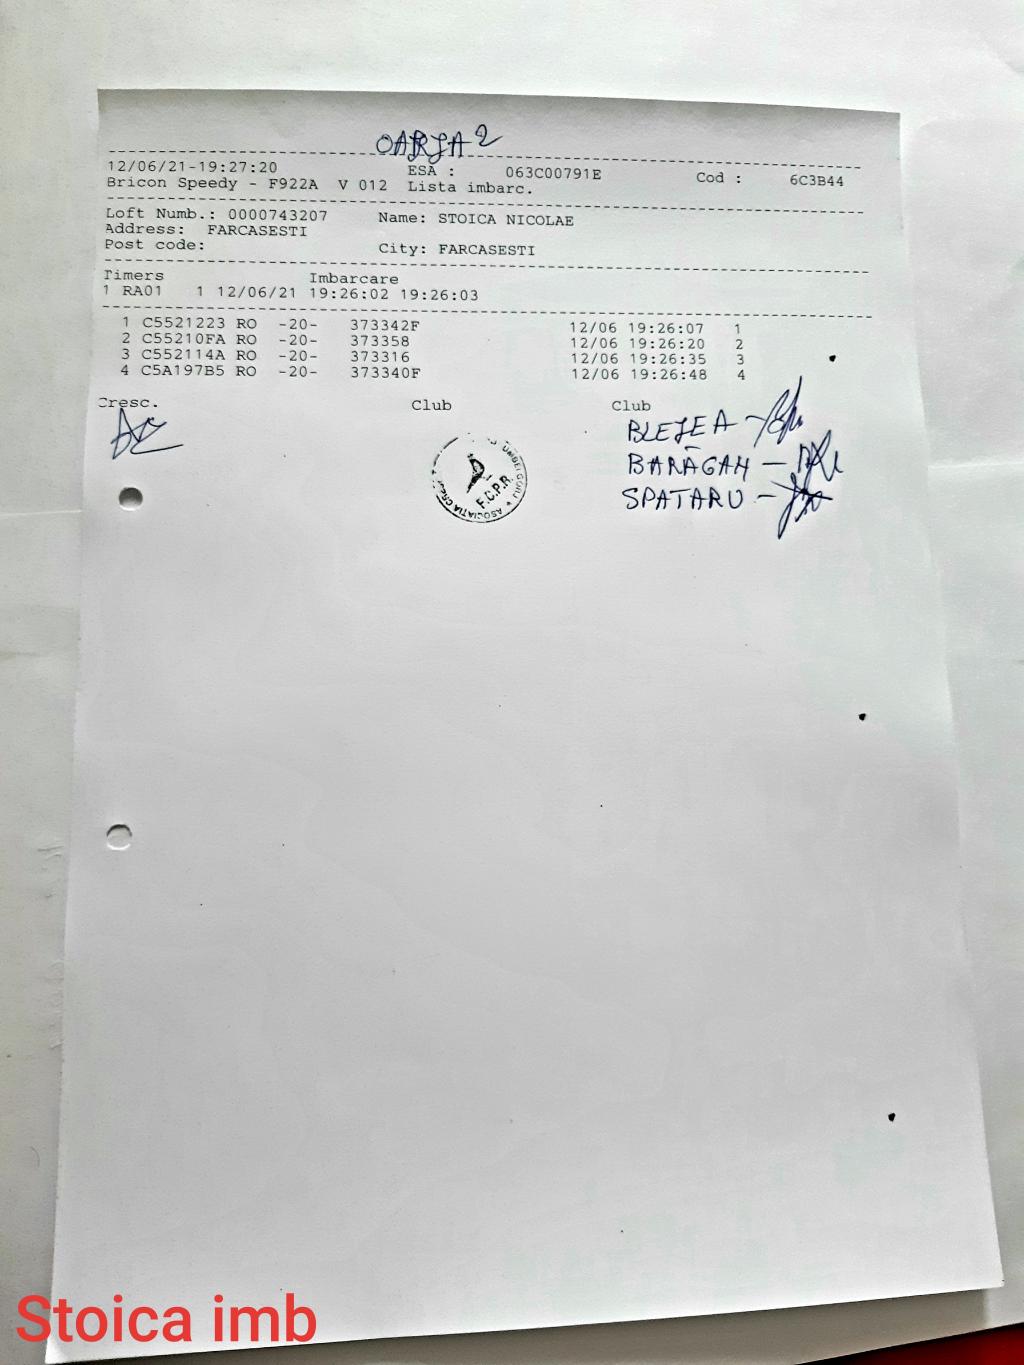 OARJA 2
12/06/21-19:27:20 ESA : 063C00791E Cod : 6C3B44
Bricon Speedy - F922A V 012 Lista imbarc.
Loft Numb.: 0000743207 Name: STOICA NICOLAE
Address: FARCASESTI
Post code: City: FARCASESTI
Timers Imbarcare
1 RA01 1 12/06/21 19:26:02 19:26:03
1 C5521223 RO -20- 373342F 12/06 19:26:07 1
2 C55210FA RO -20- 373358 12/06 19:26:20 2
3 C552114A RO -20- 373316 12/06 19:26:35 3
4 C5A197B5 RO -20- 373340F 12/06 19:26:48 4
Cresc. Club Club
BLEJEA -
BARĂGAN -
SPATARU -
ASOCIATIA F.C.P.R.
Stoica imb